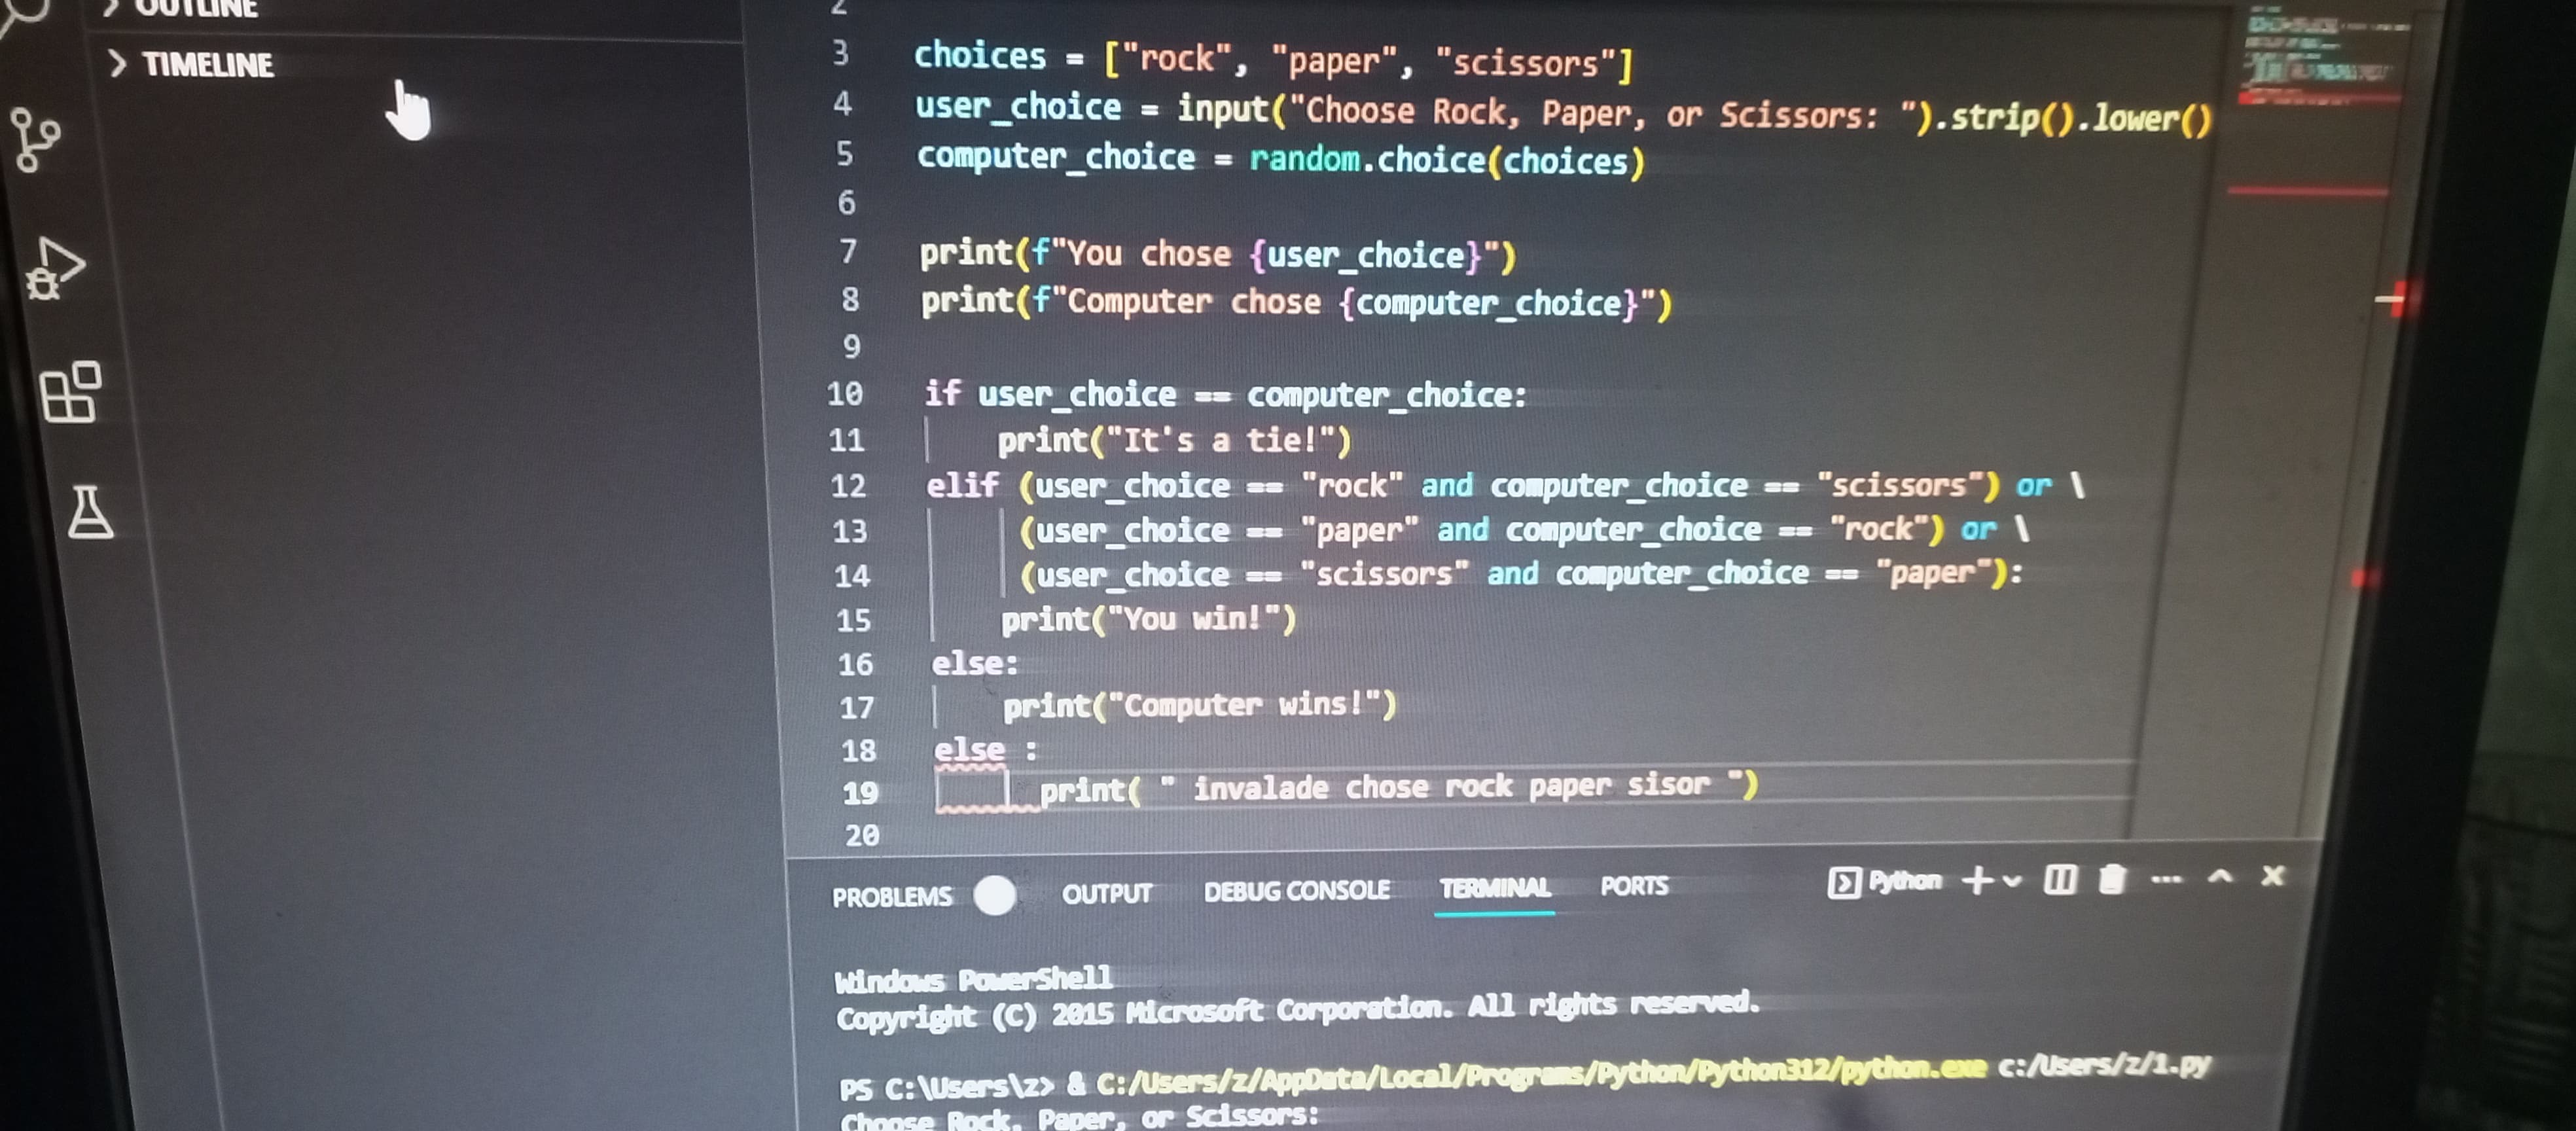 OUTLINE
TIMELINE
2
3 choices = ["rock", "paper", "scissors"]
4 user_choice = input("Choose Rock, Paper, or Scissors: ").strip().lower()
5 computer_choice = random.choice(choices)
6
7 print(f"You chose {user_choice}")
8 print(f"Computer chose {computer_choice}")
9
10 if user_choice == computer_choice:
11 print("It's a tie!")
12 elif (user_choice == "rock" and computer_choice == "scissors") or \
13 (user_choice == "paper" and computer_choice == "rock") or \
14 (user_choice == "scissors" and computer_choice == "paper"):
15 print("You win!")
16 else:
17 print("Computer wins!")
18 else :
19 print( " invalade chose rock paper sisor ")
20
PROBLEMS OUTPUT DEBUG CONSOLE TERMINAL PORTS Python
Windows PowerShell
Copyright (C) 2015 Microsoft Corporation. All rights reserved.
PS C:\Users\z> & C:/Users/z/AppData/Local/Programs/Python/Python312/python.exe c:/Users/z/1.py
Choose Rock, Paper, or Scissors: